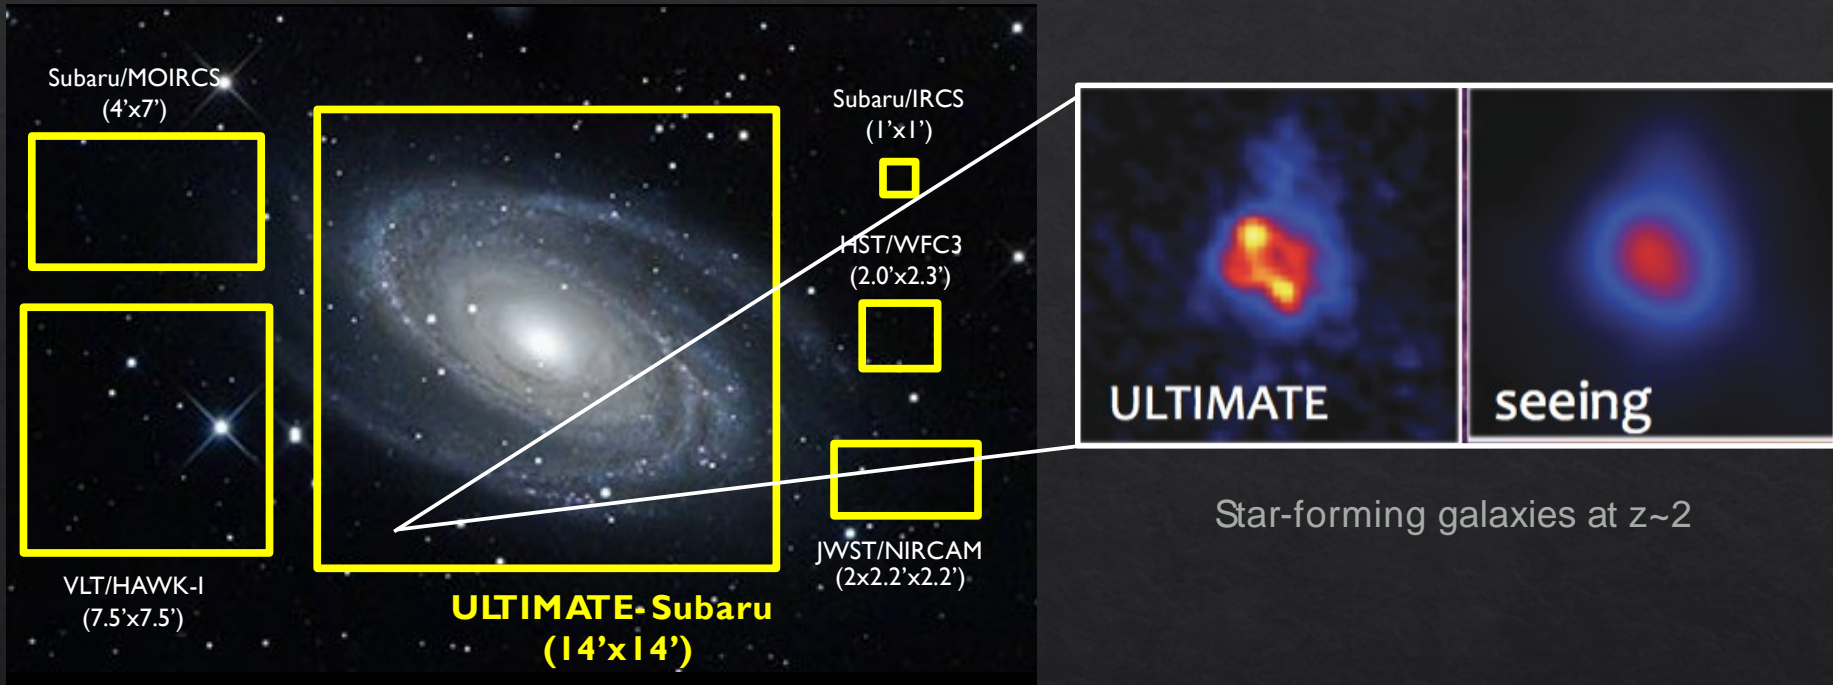 Subaru/MOIRCS
(4’x7’)
VLT/HAWK-I
(7.5’x7.5’)
ULTIMATE-Subaru
(14’x14’)
Subaru/IRCS
(1’x1’)
HST/WFC3
(2.0’x2.3’)
JWST/NIRCAM
(2x2.2’x2.2’)
ULTIMATE
seeing
Star-forming galaxies at z~2